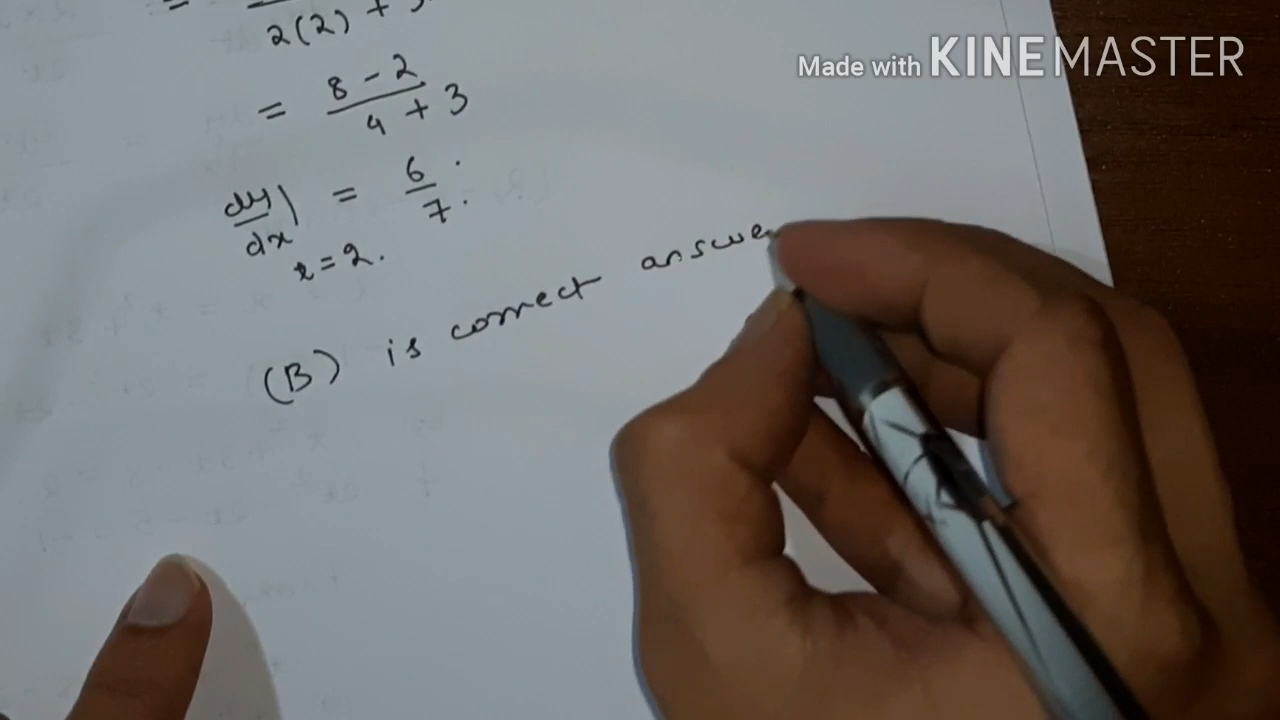 Made with KINEMASTER
=
2(2) +
= 8 - 2 / 4 + 3
dy/dx | = 6/7.
t=2.
(B) is correct answe